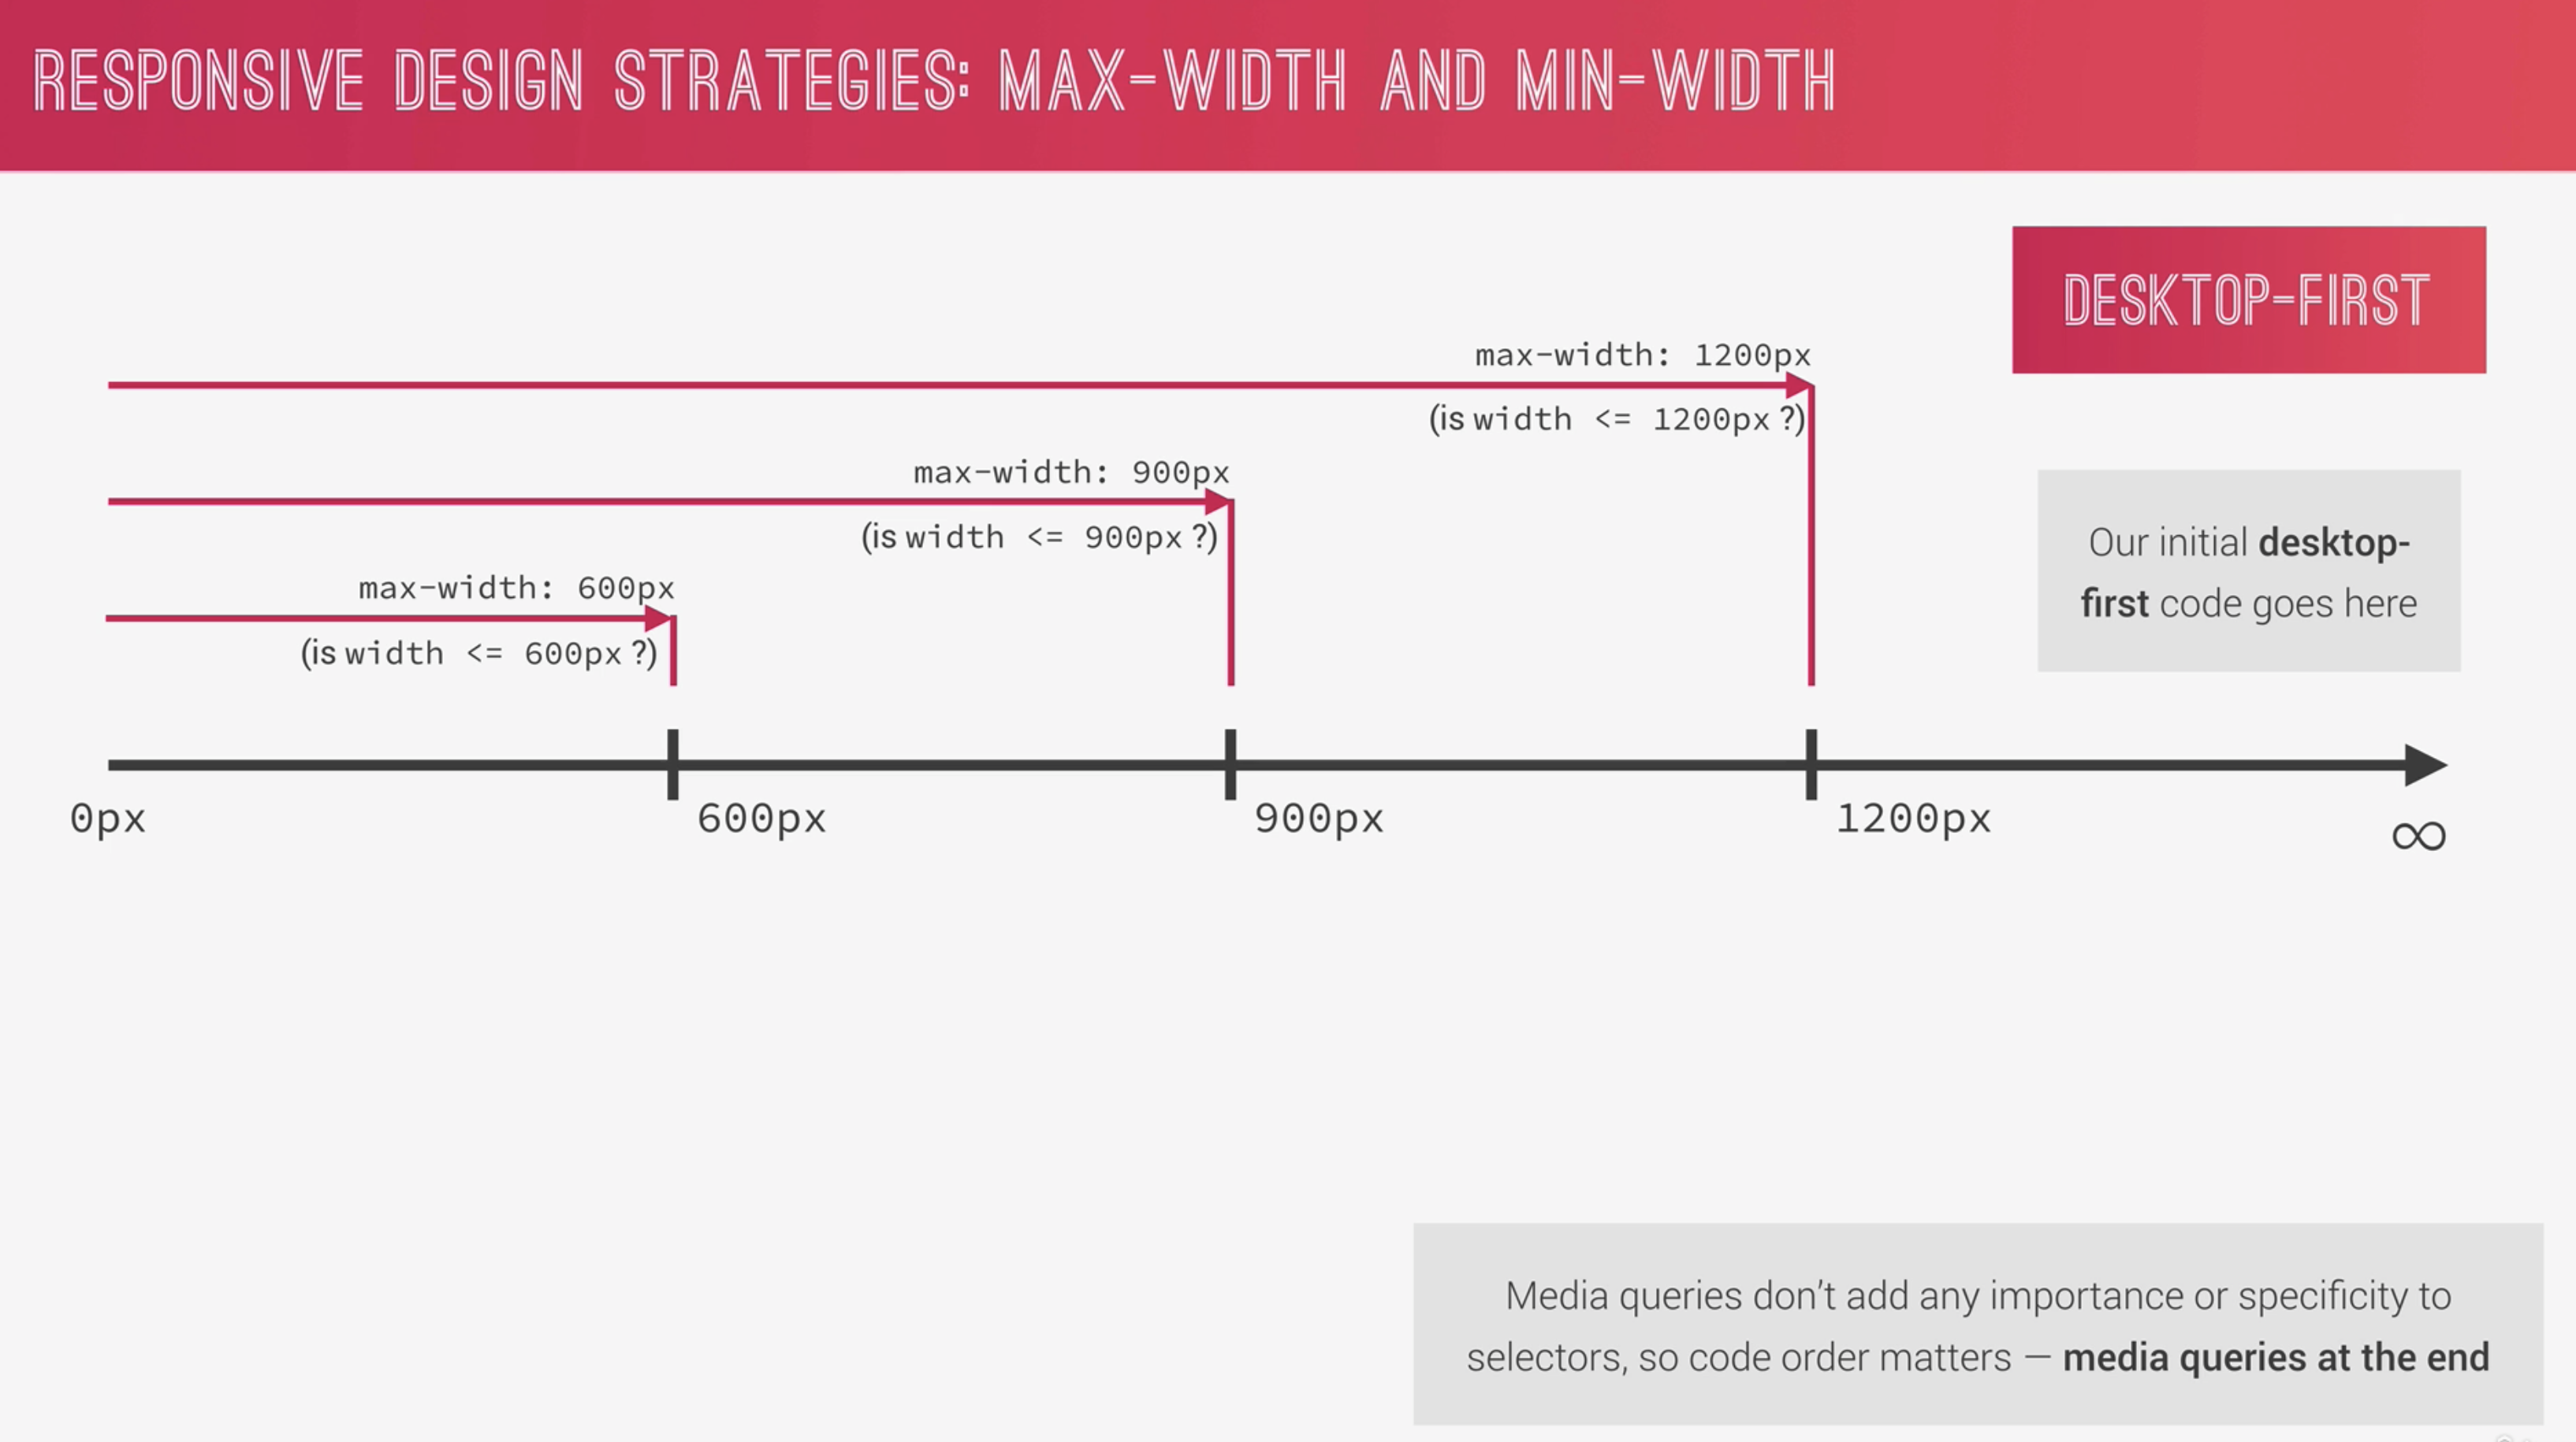 RESPONSIVE DESIGN STRATEGIES: MAX-WIDTH AND MIN-WIDTH
DESKTOP-FIRST
max-width: 1200px
(is width <= 1200px ?)
max-width: 900px
(is width <= 900px ?)
Our initial desktop-
first code goes here
max-width: 600px
(is width <= 600px ?)
0px
600px
900px
1200px
∞
Media queries don’t add any importance or specificity to
selectors, so code order matters — media queries at the end